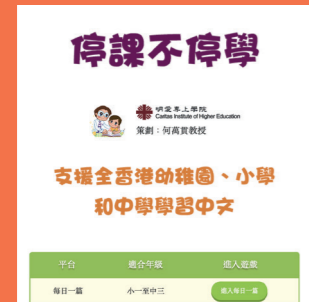 停課不停學
明愛專上學院
Caritas Institute of Higher Education
策劃：何萬貫教授
支援全香港幼稚園、小學
和中學學習中文
平台 適合年級 進入遊戲
每日一篇 小一至中三 進入每日一篇